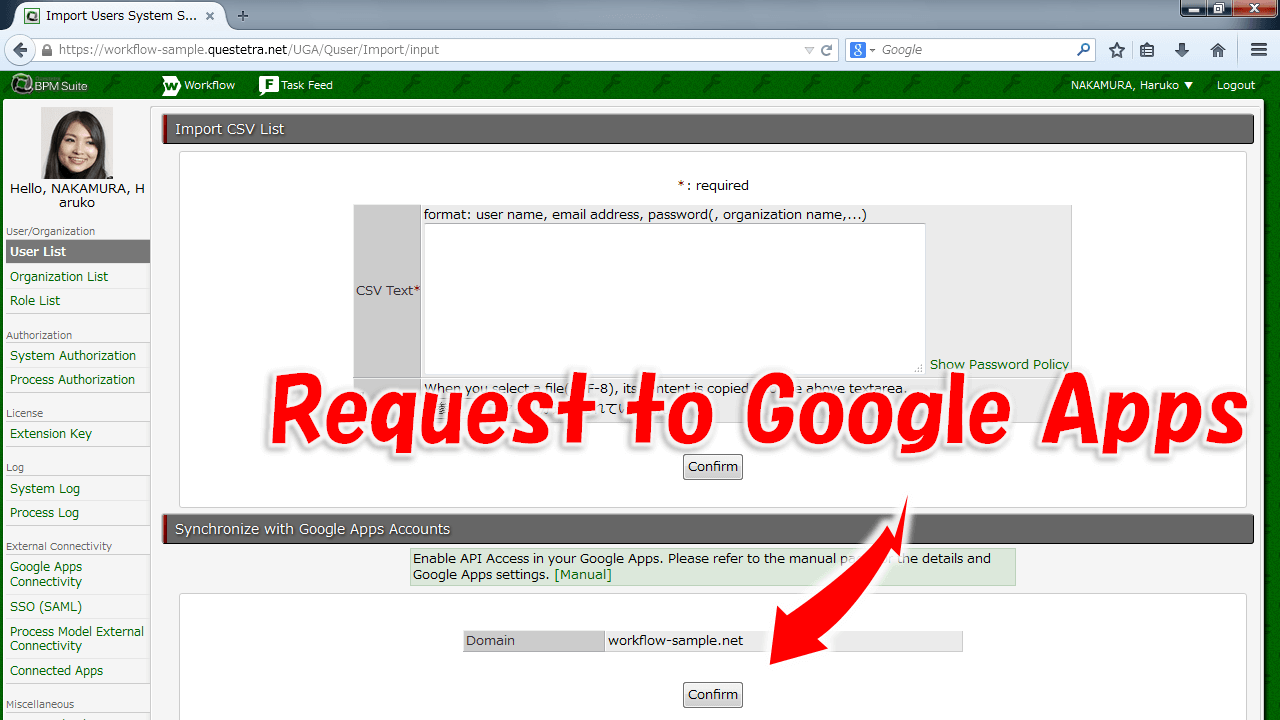 Import Users System S...
https://workflow-sample.questetra.net/UGA/Quser/Import/input
Google
BPM Suite
Workflow
Task Feed
NAKAMURA, Haruko ▼
Logout
Hello, NAKAMURA, H
aruko
User/Organization
User List
Organization List
Role List
Authorization
System Authorization
Process Authorization
License
Extension Key
Log
System Log
Process Log
External Connectivity
Google Apps
Connectivity
SSO (SAML)
Process Model External
Connectivity
Connected Apps
Miscellaneous
Import CSV List
*: required
format: user name, email address, password(, organization name,...)
CSV Text*
Show Password Policy
When you select a file
-8), its
ntent is copied
e above textarea.
Request to Google Apps
Confirm
Synchronize with Google Apps Accounts
Enable API Access in your Google Apps. Please refer to the manual the details and
Google Apps settings. [Manual]
Domain
workflow-sample.net
Confirm